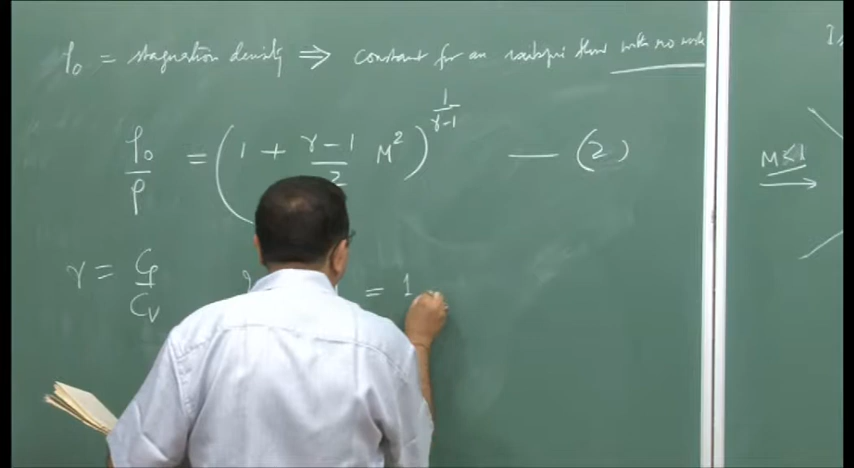 ρ₀ = stagnation density ⇒ constant for an isentropic flow with no work
ρ₀/ρ = (1 + γ-1/2 M²)^(1/γ-1) — (2)
γ = Cp/Cv = 1
M<1